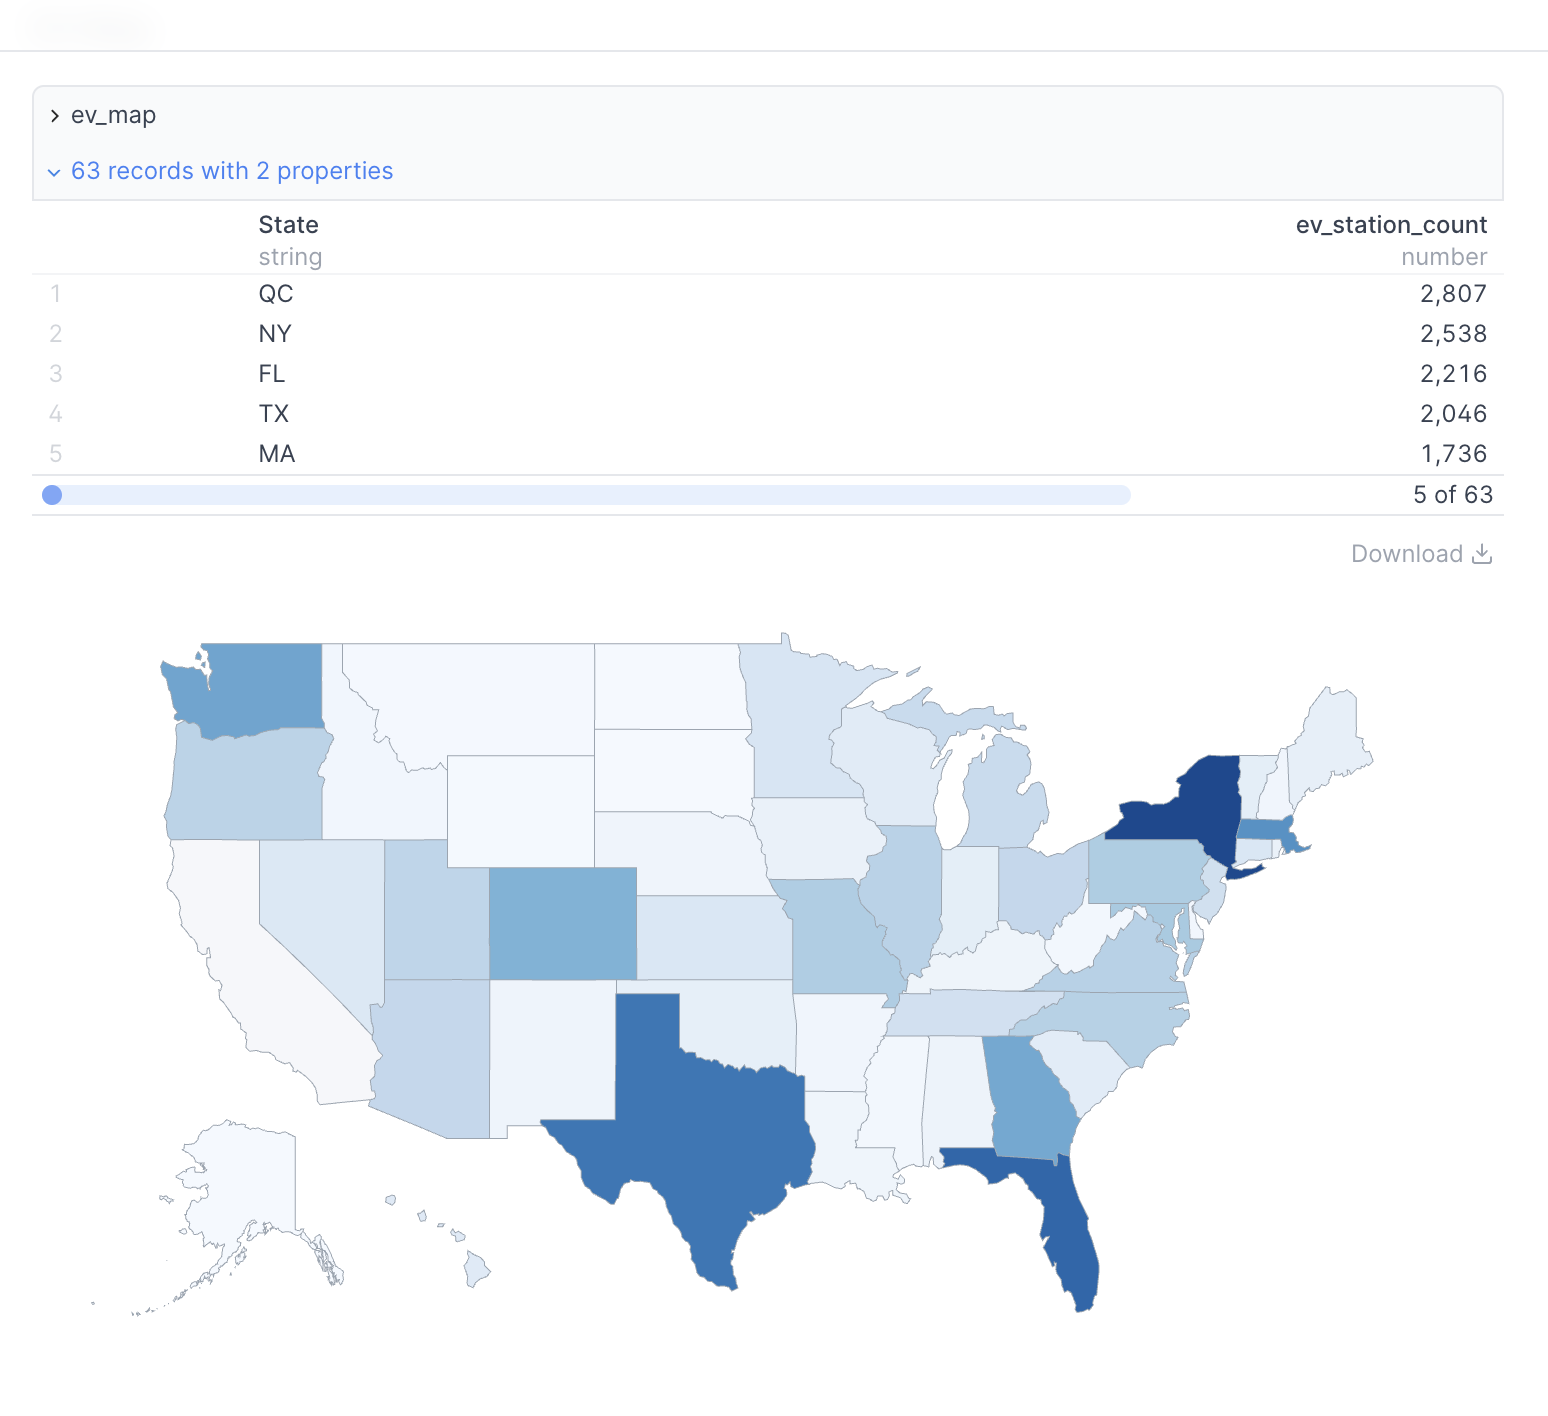 ev_map
63 records with 2 properties
State ev_station_count
string number
1 QC 2,807
2 NY 2,538
3 FL 2,216
4 TX 2,046
5 MA 1,736
5 of 63
Download